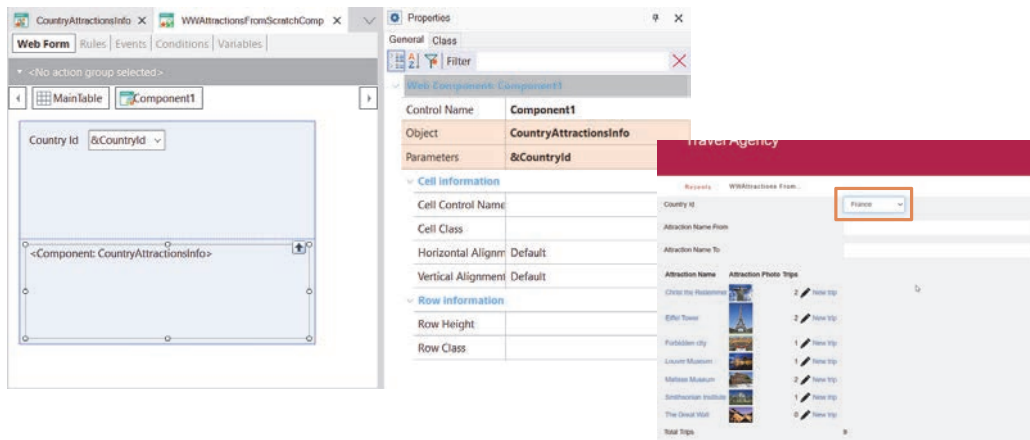 CountryAttractionsInfo X WWAttractionsFromScratchComp X
Web Form Rules Events Conditions Variables
<No action group selected>
MainTable Component1
Country Id &CountryId
<Component: CountryAttractionsInfo>
Properties
General Class
Filter
Web Component: Component1
Control Name Component1
Object CountryAttractionsInfo
Parameters &CountryId
Cell information
Cell Control Name
Cell Class
Horizontal Alignm Default
Vertical Alignment Default
Row information
Row Height
Row Class
Travel Agency
Recents WWAttractions From...
Country Id France
Attraction Name From
Attraction Name To
Attraction Name Attraction Photo Trips
Christ the Redemmer 2 New trip
Eiffel Tower 2 New trip
Forbidden city 1 New trip
Louvre Museum 1 New trip
Matisse Museum 2 New trip
Smithsonian Institute 1 New trip
The Great Wall 0 New trip
Total Trips 9